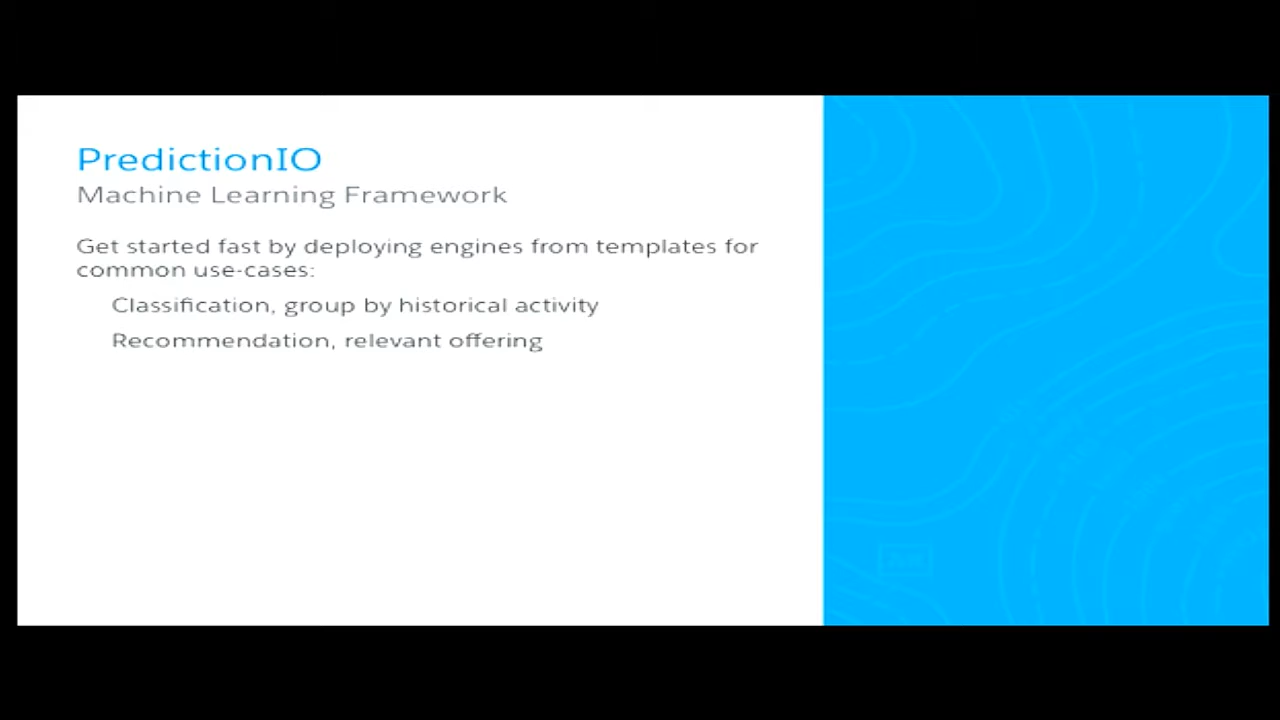 PredictionIO
Machine Learning Framework
Get started fast by deploying engines from templates for
common use-cases:
Classification, group by historical activity
Recommendation, relevant offering